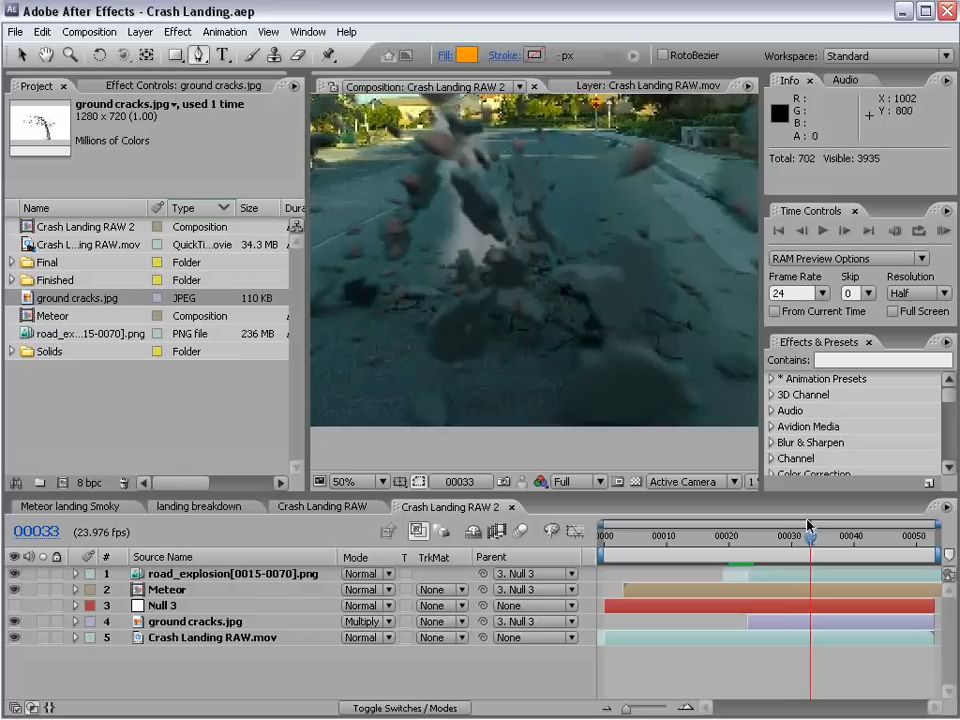 Adobe After Effects - Crash Landing.aep
File Edit Composition Layer Effect Animation View Window Help
Fill: Stroke: - px RotoBezier Workspace: Standard
Project Effect Controls: ground cracks.jpg
ground cracks.jpg, used 1 time
1280 x 720 (1.00)
Millions of Colors
Name Type Size Dura
Crash Landing RAW 2 Composition
Crash L...ing RAW.mov QuickTi...ovie 34.3 MB
Final Folder
Finished Folder
ground cracks.jpg JPEG 110 KB
Meteor Composition
road_ex...15-0070].png PNG file 236 MB
Solids Folder
8 bpc
Composition: Crash Landing RAW 2 Layer: Crash Landing RAW.mov
50% 00033 Full Active Camera 1
Info Audio
R : X : 1002
G : Y : 800
B :
A : 0
Total: 702 Visible: 3935
Time Controls
RAM Preview Options
Frame Rate Skip Resolution
24 0 Half
From Current Time Full Screen
Effects & Presets
Contains:
* Animation Presets
3D Channel
Audio
Avidion Media
Blur & Sharpen
Channel
Color Correction
Meteor landing Smoky landing breakdown Crash Landing RAW Crash Landing RAW 2
00033 (23.976 fps)
0000 00010 00020 00030 00040 00050
# Source Name Mode T TrkMat Parent
1 road_explosion[0015-0070].png Normal 3. Null 3
2 Meteor Normal None 3. Null 3
3 Null 3 Normal None None
4 ground cracks.jpg Multiply None 3. Null 3
5 Crash Landing RAW.mov Normal None None
Toggle Switches / Modes